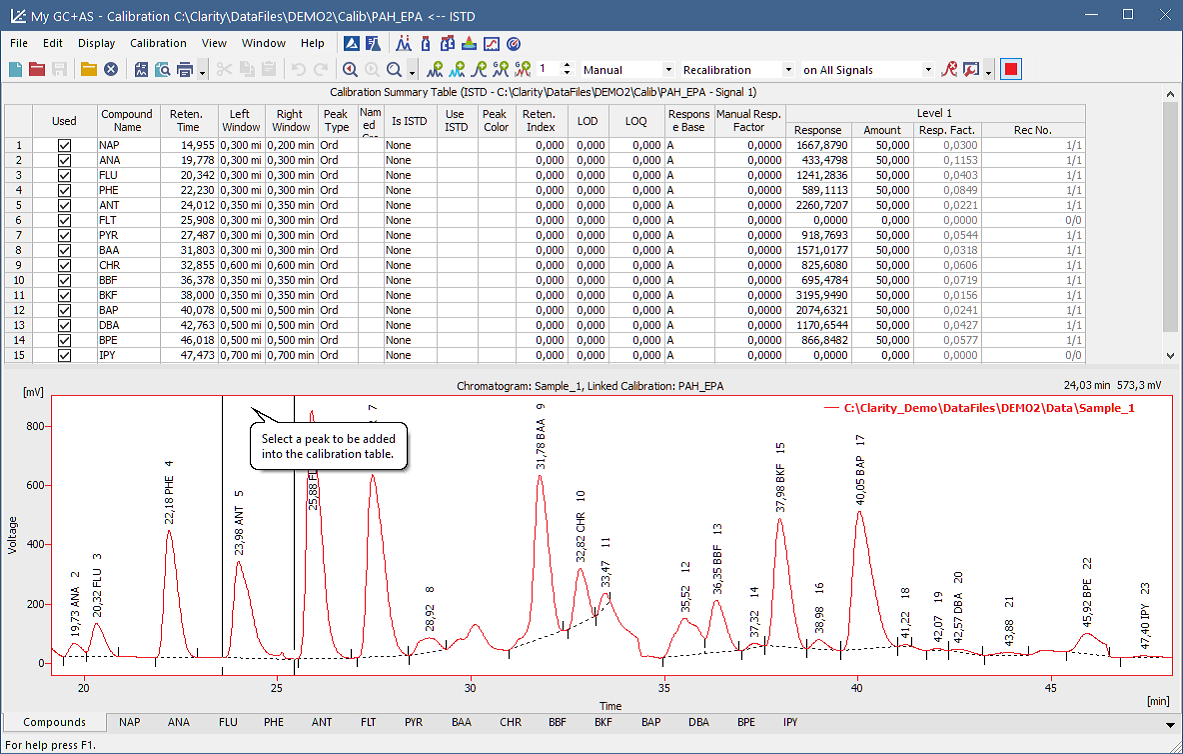 My GC+AS - Calibration C:\Clarity\DataFiles\DEMO2\Calib\PAH_EPA <-- ISTD
File Edit Display Calibration View Window Help
1 Manual Recalibration on All Signals
Calibration Summary Table (ISTD - C:\Clarity\DataFiles\DEMO2\Calib\PAH_EPA - Signal 1)
Used Compound Name Reten. Time Left Window Right Window Peak Type Nam ed Is ISTD Use ISTD Peak Color Reten. Index LOD LOQ Respons e Base Manual Resp. Factor Level 1
Response Amount Resp. Fact. Rec No.
1 NAP 14,955 0,300 mi 0,200 min Ord None 0,000 0,000 0,000 A 0,0000 1667,8790 50,000 0,0300 1/1
2 ANA 19,778 0,300 mi 0,300 min Ord None 0,000 0,000 0,000 A 0,0000 433,4798 50,000 0,1153 1/1
3 FLU 20,342 0,300 mi 0,300 min Ord None 0,000 0,000 0,000 A 0,0000 1241,2836 50,000 0,0403 1/1
4 PHE 22,230 0,300 mi 0,300 min Ord None 0,000 0,000 0,000 A 0,0000 589,1113 50,000 0,0849 1/1
5 ANT 24,012 0,350 mi 0,350 min Ord None 0,000 0,000 0,000 A 0,0000 2260,7207 50,000 0,0221 1/1
6 FLT 25,908 0,300 mi 0,300 min Ord None 0,000 0,000 0,000 A 0,0000 0,0000 50,000 0,0000 0/0
7 PYR 27,487 0,300 mi 0,300 min Ord None 0,000 0,000 0,000 A 0,0000 918,7693 50,000 0,0544 1/1
8 BAA 31,803 0,300 mi 0,300 min Ord None 0,000 0,000 0,000 A 0,0000 1571,0177 50,000 0,0318 1/1
9 CHR 32,855 0,600 mi 0,600 min Ord None 0,000 0,000 0,000 A 0,0000 825,6080 50,000 0,0606 1/1
10 BBF 36,378 0,350 mi 0,350 min Ord None 0,000 0,000 0,000 A 0,0000 695,4784 50,000 0,0719 1/1
11 BKF 38,000 0,350 mi 0,350 min Ord None 0,000 0,000 0,000 A 0,0000 3195,9490 50,000 0,0156 1/1
12 BAP 40,078 0,350 mi 0,350 min Ord None 0,000 0,000 0,000 A 0,0000 2074,6321 50,000 0,0241 1/1
13 DBA 42,763 0,500 mi 0,500 min Ord None 0,000 0,000 0,000 A 0,0000 1170,6544 50,000 0,0427 1/1
14 BPE 46,018 0,500 mi 0,500 min Ord None 0,000 0,000 0,000 A 0,0000 866,8482 50,000 0,0577 1/1
15 IPY 47,473 0,700 mi 0,700 min Ord None 0,000 0,000 0,000 A 0,0000 0,0000 50,000 0,0000 0/0
Chromatogram: Sample_1, Linked Calibration: PAH_EPA
24,03 min 573,3 mV
[mV]
C:\Clarity_Demo\DataFiles\DEMO2\Data\Sample_1
Select a peak to be added
into the calibration table.
800
600
400
200
0
Voltage
19,73 ANA 2
20,32 FLU 3
22,18 PHE 4
23,98 ANT 5
25,88 FL
7
28,92 8
31,78 BAA 9
32,82 CHR 10
33,47 11
35,52 12
36,35 BBF 13
37,32 14
37,98 BKF 15
38,98 16
40,05 BAP 17
41,22 18
42,07 19
42,57 DBA 20
43,88 21
45,92 BPE 22
47,40 IPY 23
20 25 30 35 40 45
Time
[min]
Compounds NAP ANA FLU PHE ANT FLT PYR BAA CHR BBF BKF BAP DBA BPE IPY
For help press F1.